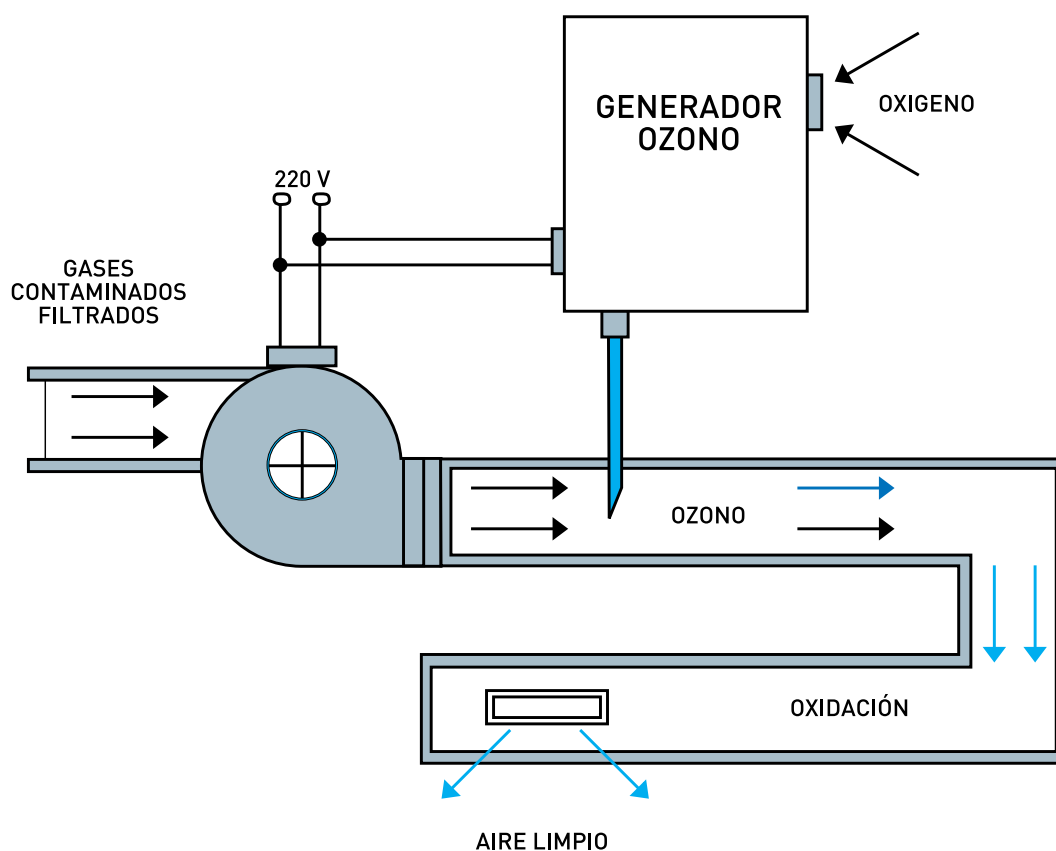 GENERADOR
OZONO
OXIGENO
220 V
GASES
CONTAMINADOS
FILTRADOS
OZONO
OXIDACIÓN
AIRE LIMPIO